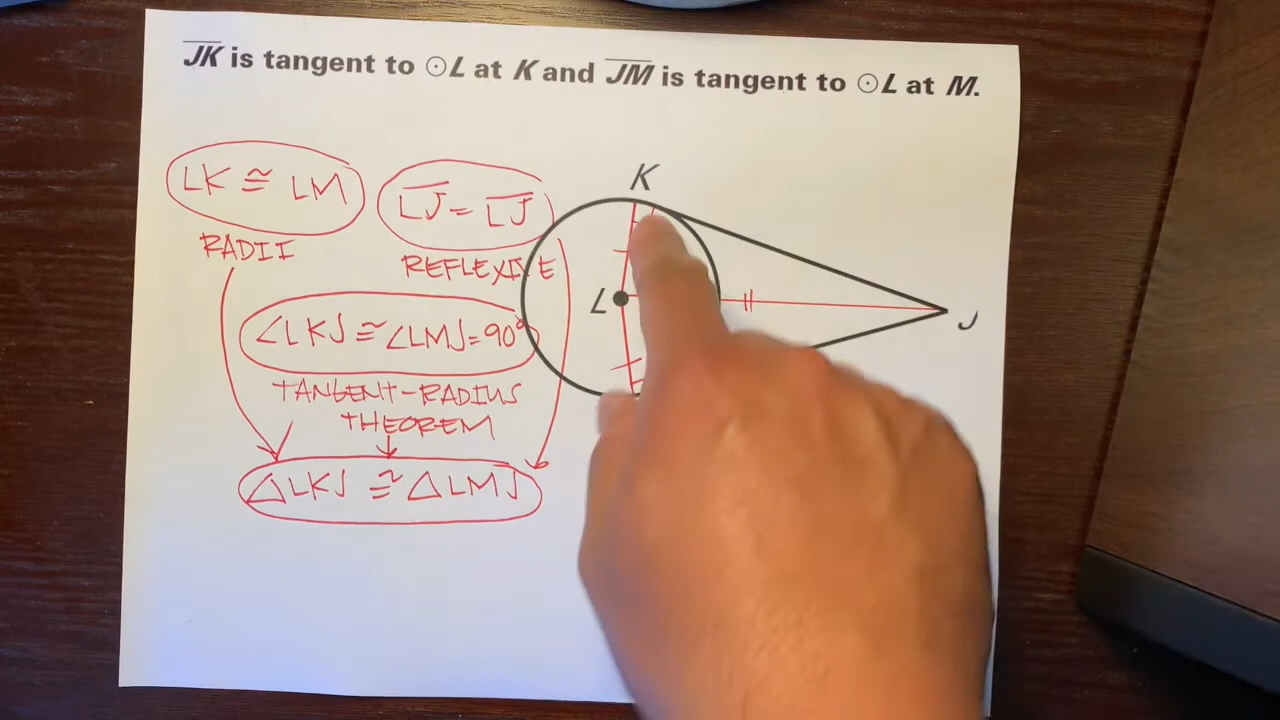 JK is tangent to ⊙L at K and JM is tangent to ⊙L at M.
LK ≅ LM
RADII
LJ = LJ
REFLEXIVE
∠LKJ ≅ ∠LMJ = 90°
TANGENT-RADIUS
THEOREM
△LKJ ≅ △LMJ
K
L
J